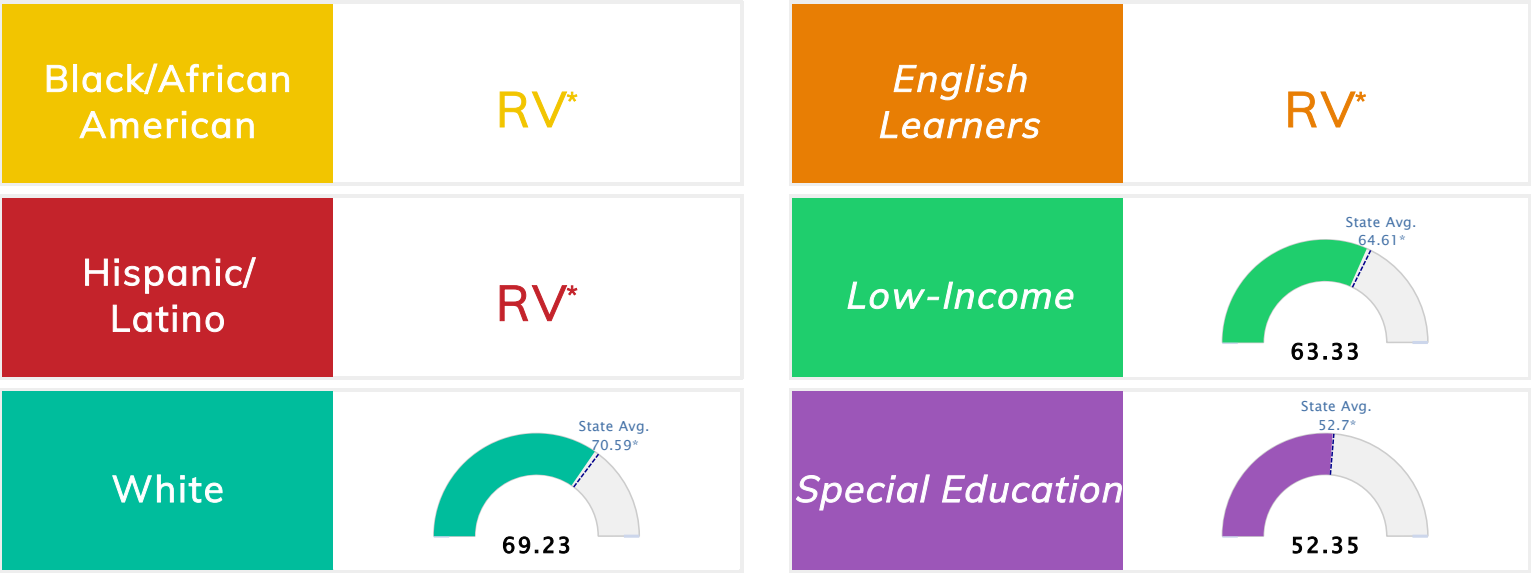 Black/African
American
RV*
English
Learners
RV*
Hispanic/
Latino
RV*
Low-Income
State Avg.
64.61*
63.33
White
State Avg.
70.59*
69.23
Special Education
State Avg.
52.7*
52.35